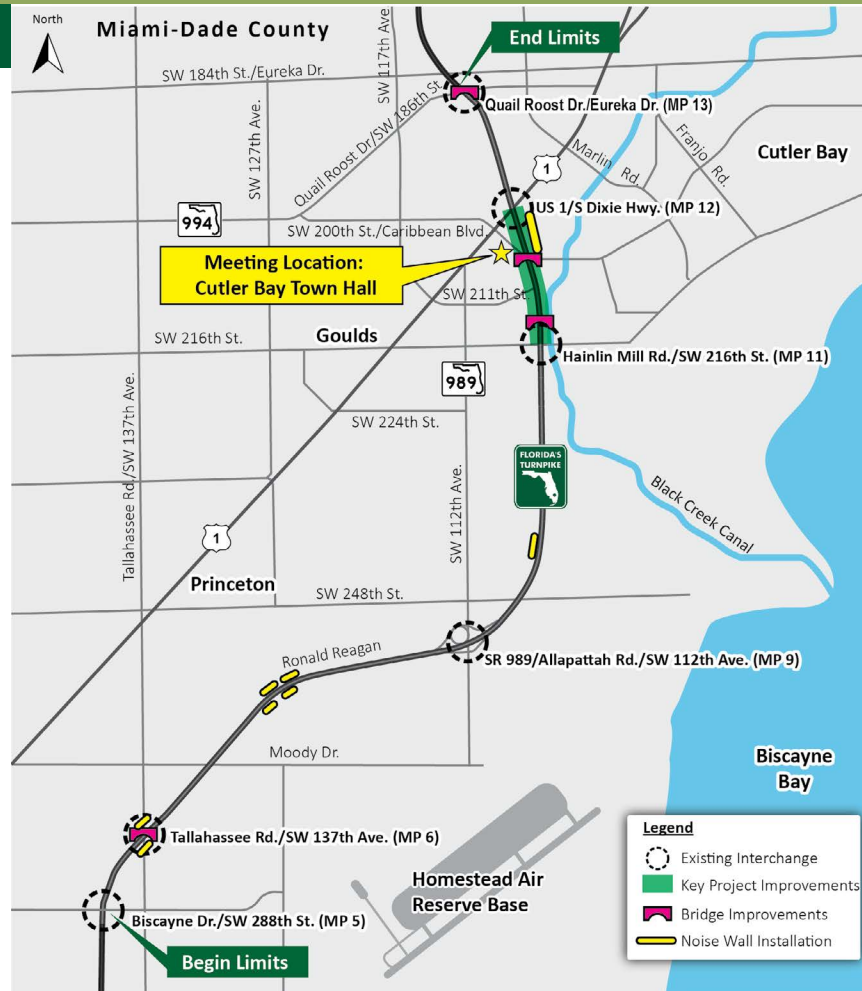 North
Miami-Dade County
SW 117th Ave
End Limits
SW 184th St./Eureka Dr.
Quail Roost Dr./Eureka Dr. (MP 13)
SW 127th Ave.
Quail Roost Dr/SW 186th St.
Marlin Rd.
Franjo Rd.
Cutler Bay
1
US 1/S Dixie Hwy. (MP 12)
994
SW 200th St./Caribbean Blvd.
Meeting Location:
Cutler Bay Town Hall
SW 211th St.
SW 216th St.
Goulds
Hainlin Mill Rd./SW 216th St. (MP 11)
989
SW 224th St.
Tallahassee Rd./SW 137th Ave.
SW 112th Ave.
FLORIDA'S
TURNPIKE
Black Creek Canal
1
Princeton
SW 248th St.
Ronald Reagan
SR 989/Allapattah Rd./SW 112th Ave. (MP 9)
Moody Dr.
Biscayne
Bay
Tallahassee Rd./SW 137th Ave. (MP 6)
Homestead Air
Reserve Base
Biscayne Dr./SW 288th St. (MP 5)
Begin Limits
Legend
Existing Interchange
Key Project Improvements
Bridge Improvements
Noise Wall Installation